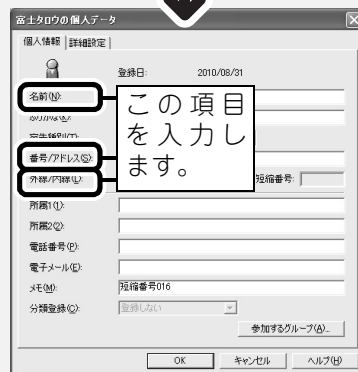 富士タロウの個人データ
個人情報 詳細設定
登録日: 2010/08/31
名前(N):
ふりがな(K):
この項目
を入力し
ます。
番号/アドレス(S):
外線/内線(L):
短縮番号:
所属1(1):
所属2(2):
電話番号(P):
電子メール(E):
メモ(M): 短縮番号016
分類登録(C): 登録しない
参加するグループ(A)...
OK キャンセル ヘルプ(H)